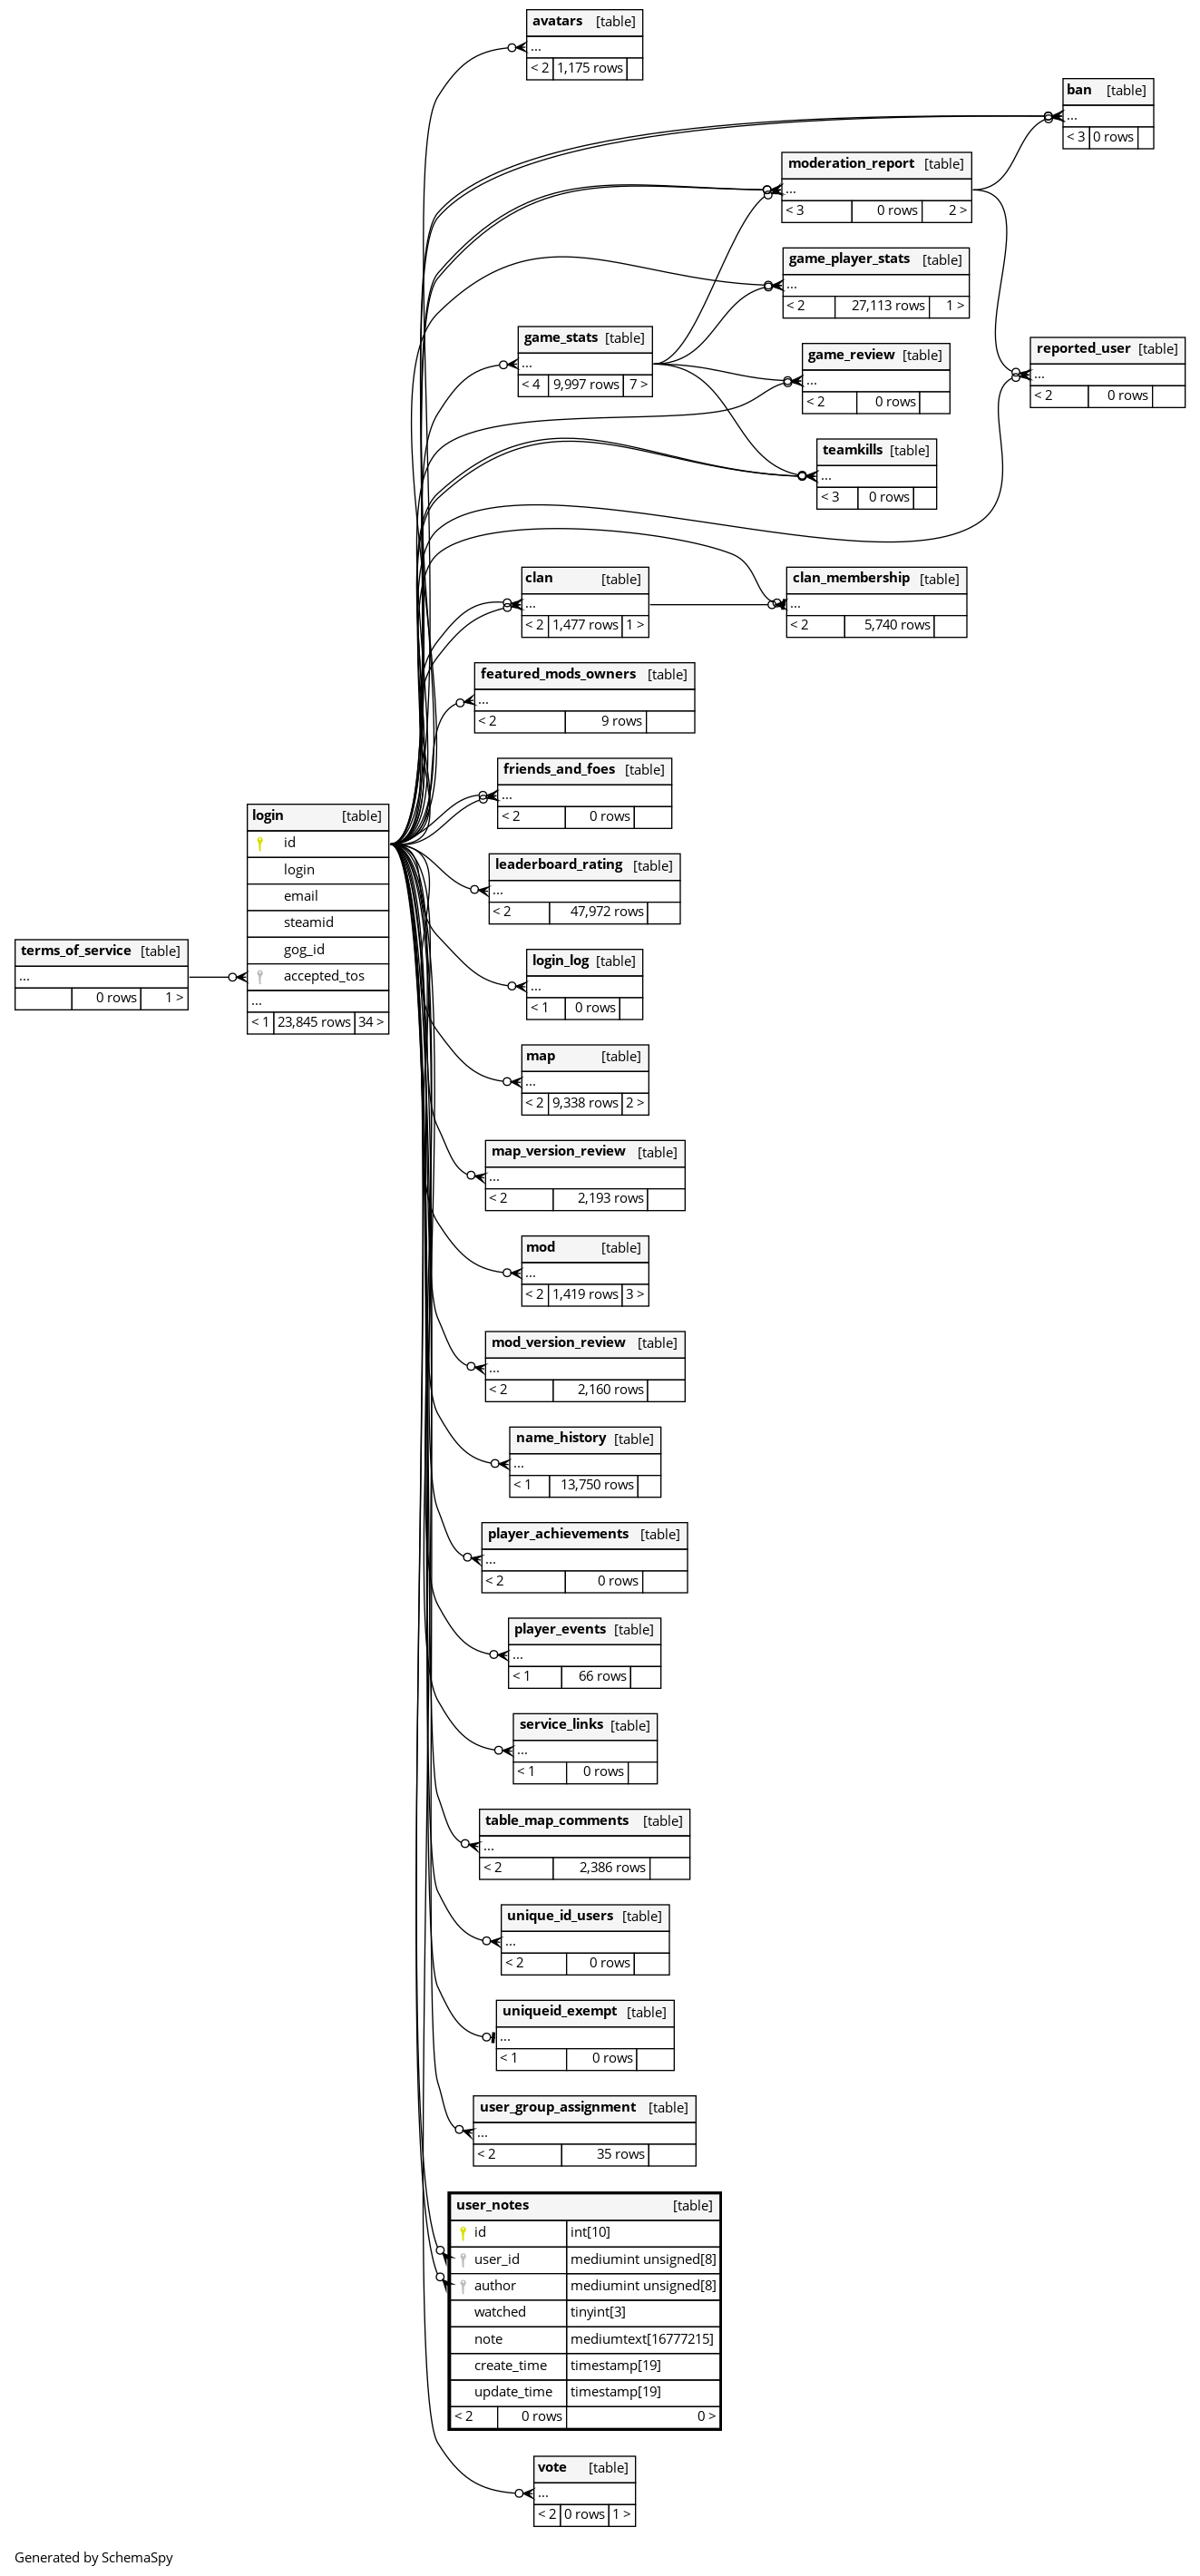 avatars [table]
...
< 2 1,175 rows
ban [table]
...
< 3 0 rows
moderation_report [table]
...
< 3 0 rows 2 >
game_player_stats [table]
...
< 2 27,113 rows 1 >
game_stats [table]
...
< 4 9,997 rows 7 >
reported_user [table]
...
< 2 0 rows
game_review [table]
...
< 2 0 rows
teamkills [table]
...
< 3 0 rows
clan [table]
...
< 2 1,477 rows 1 >
clan_membership [table]
...
< 2 5,740 rows
featured_mods_owners [table]
...
< 2 9 rows
friends_and_foes [table]
...
< 2 0 rows
login [table]
id
login
email
steamid
gog_id
accepted_tos
...
< 1 23,845 rows 34 >
leaderboard_rating [table]
...
< 2 47,972 rows
terms_of_service [table]
...
0 rows 1 >
login_log [table]
...
< 1 0 rows
map [table]
...
< 2 9,338 rows 2 >
map_version_review [table]
...
< 2 2,193 rows
mod [table]
...
< 2 1,419 rows 3 >
mod_version_review [table]
...
< 2 2,160 rows
name_history [table]
...
< 1 13,750 rows
player_achievements [table]
...
< 2 0 rows
player_events [table]
...
< 1 66 rows
service_links [table]
...
< 1 0 rows
table_map_comments [table]
...
< 2 2,386 rows
unique_id_users [table]
...
< 2 0 rows
uniqueid_exempt [table]
...
< 1 0 rows
user_group_assignment [table]
...
< 2 35 rows
user_notes [table]
id int[10]
user_id mediumint unsigned[8]
author mediumint unsigned[8]
watched tinyint[3]
note mediumtext[16777215]
create_time timestamp[19]
update_time timestamp[19]
< 2 0 rows 0 >
vote [table]
...
< 2 0 rows 1 >
Generated by SchemaSpy